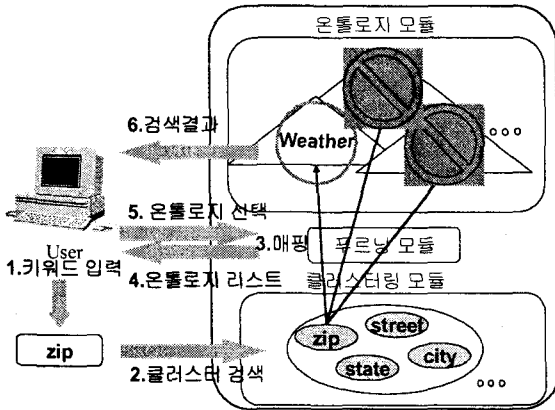 온톨로지 모듈
Weather
6.검색결과
5. 온톨로지 선택
3.매핑
푸르닝 모듈
User
1.키워드 입력
4.온톨로지 리스트
클러스터링 모듈
zip
street
state
city
zip
2.클러스터 검색